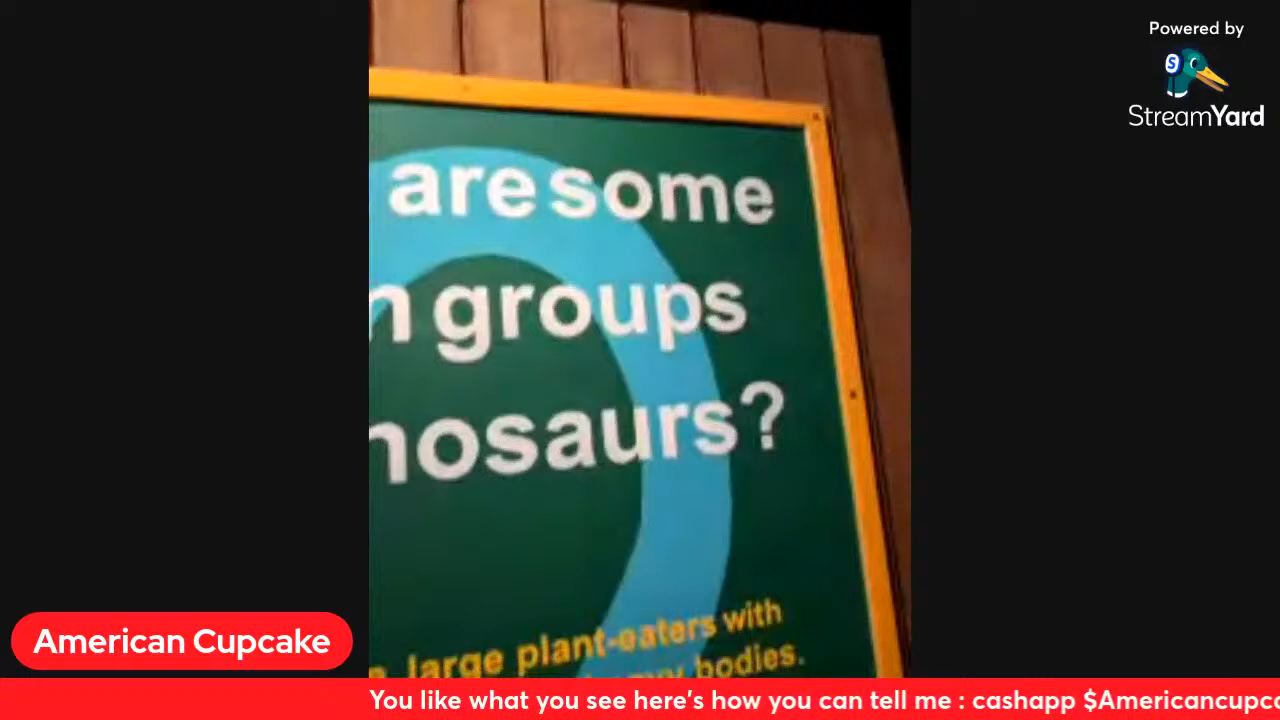 Powered by
StreamYard
are some
n groups
nosaurs?
large plant-eaters with
bodies.
American Cupcake
You like what you see here's how you can tell me : cashapp $Americancupc